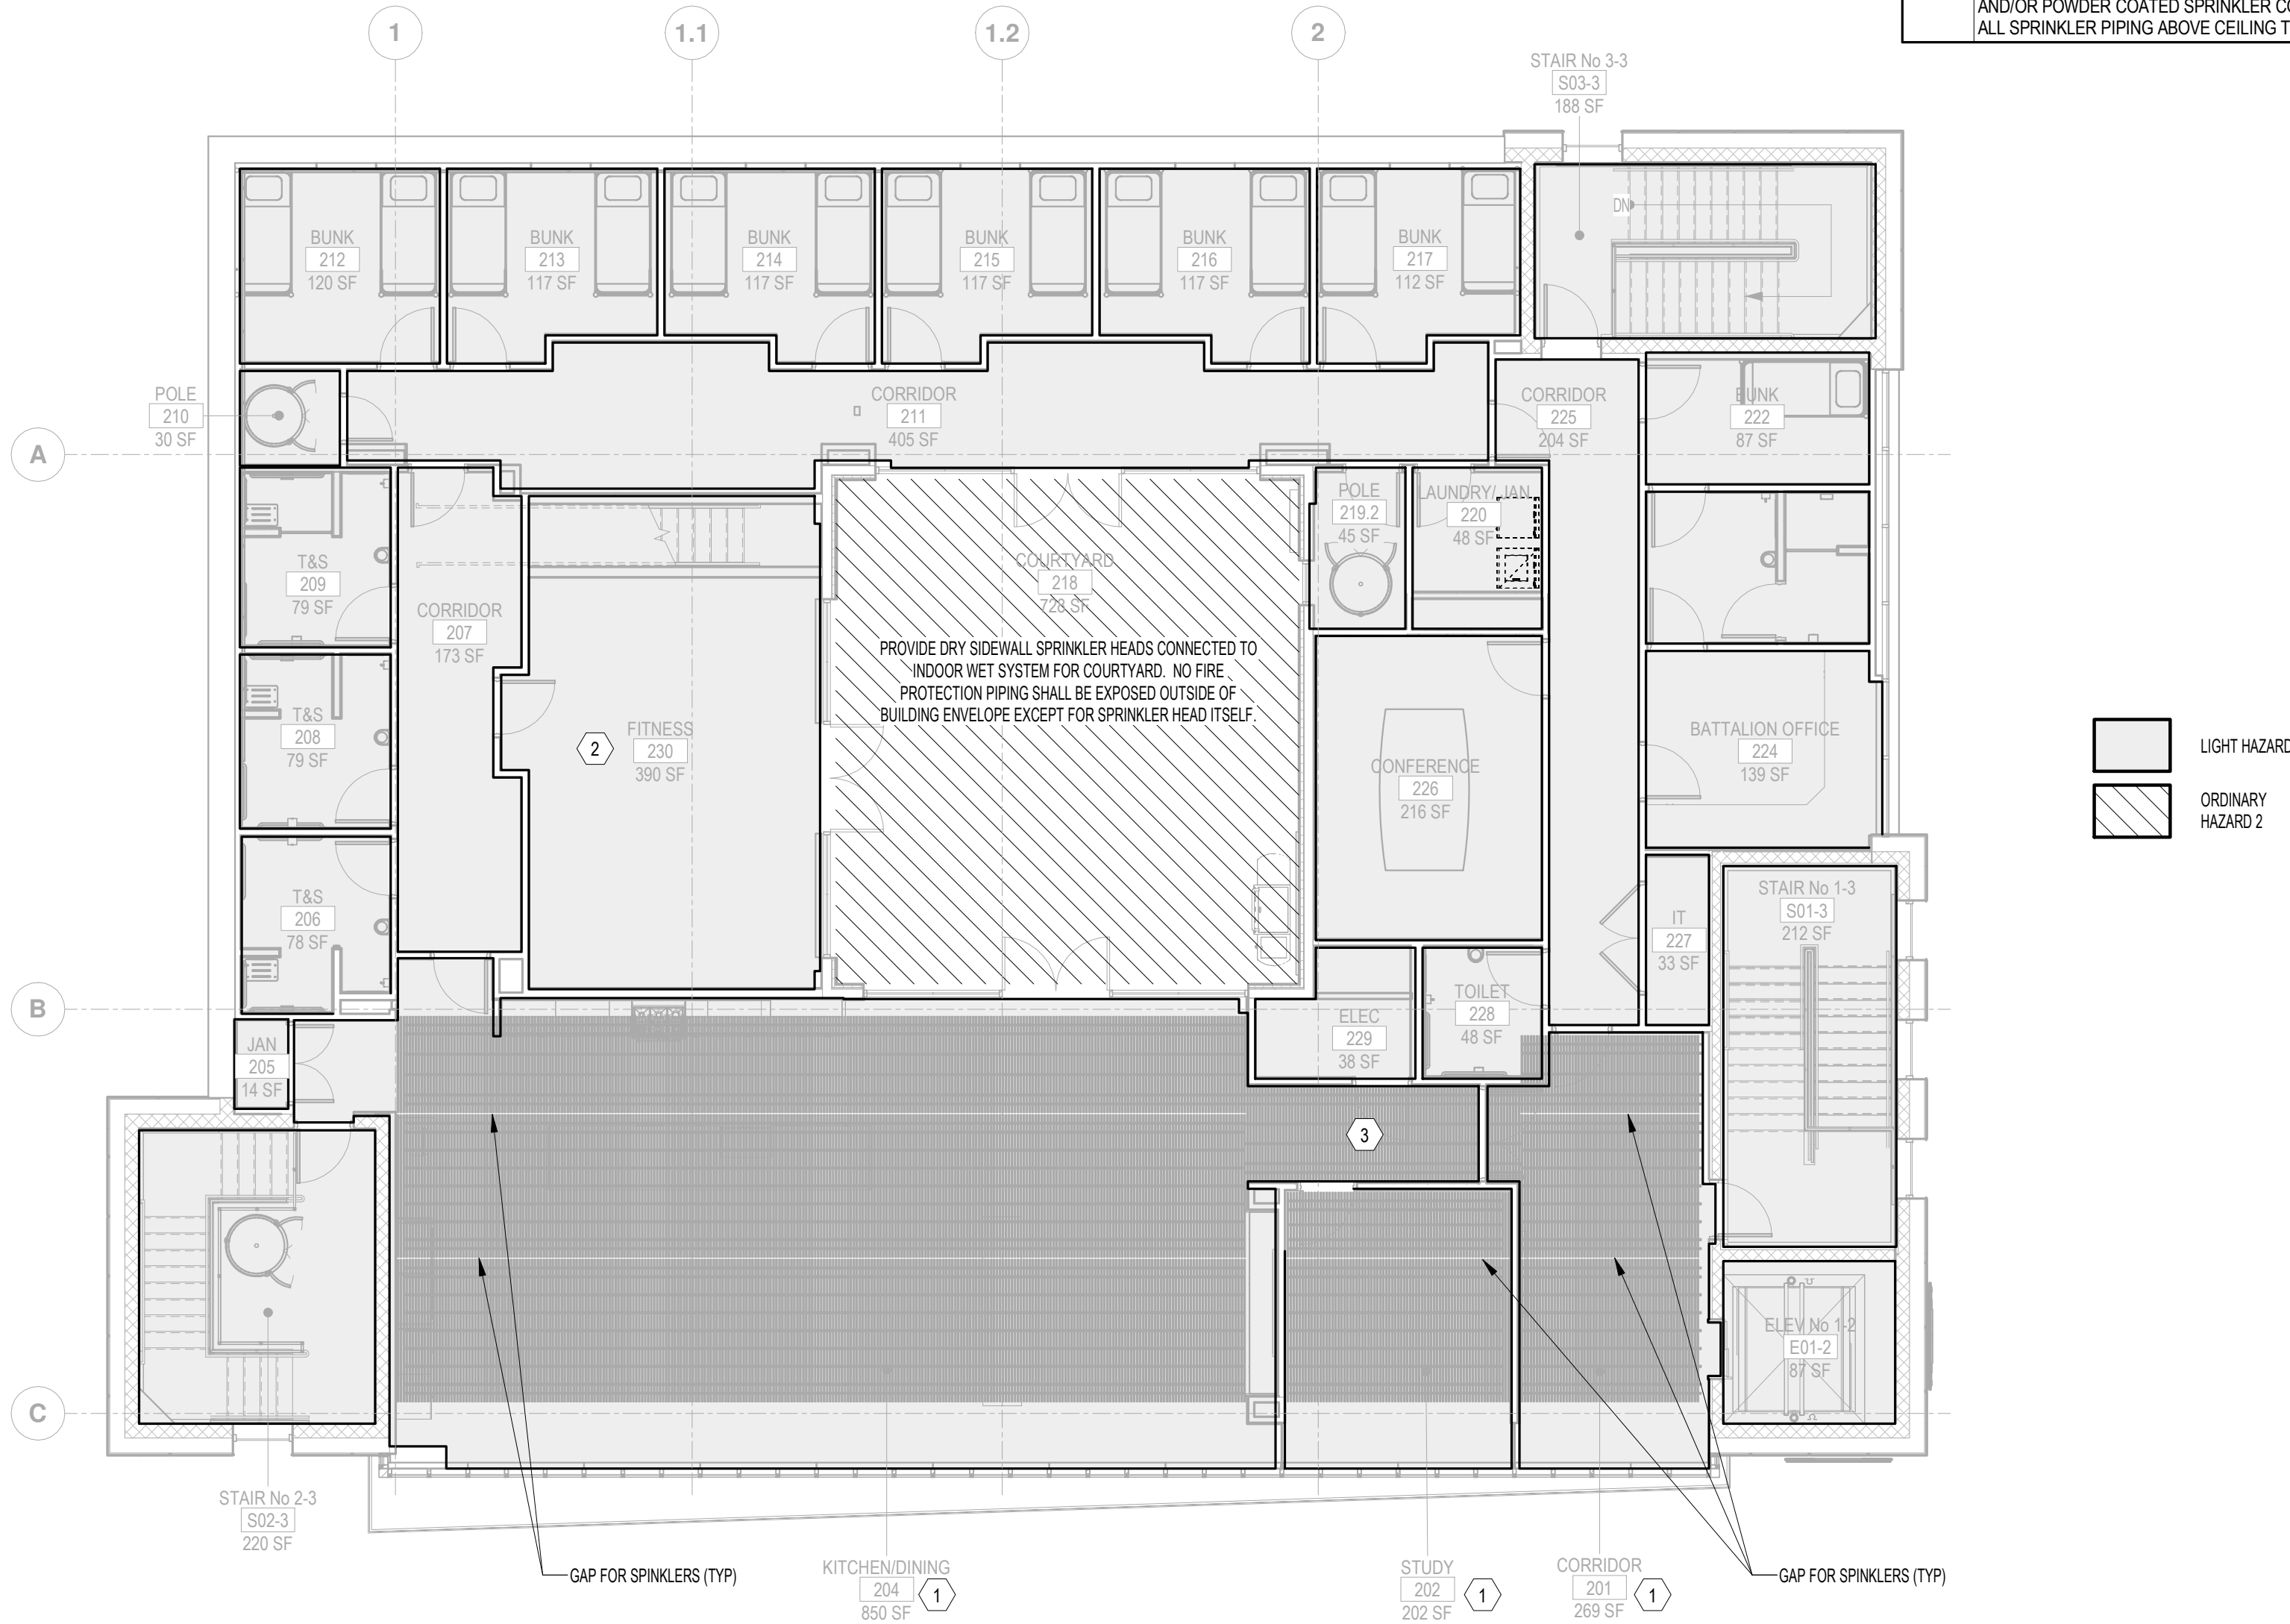 AND/OR POWDER COATED SPRINKLER
ALL SPRINKLER PIPING ABOVE CEILING
1
1.1
1.2
2
STAIR No 3-3
S03-3
188 SF
DN
BUNK
212
120 SF
BUNK
213
117 SF
BUNK
214
117 SF
BUNK
215
117 SF
BUNK
216
117 SF
BUNK
217
112 SF
POLE
210
30 SF
CORRIDOR
211
405 SF
CORRIDOR
225
204 SF
BUNK
222
87 SF
A
T&S
209
79 SF
CORRIDOR
207
173 SF
COURTYARD
218
728 SF
POLE
219.2
45 SF
LAUNDRY/JAN
220
48 SF
PROVIDE DRY SIDEWALL SPRINKLER HEADS CONNECTED TO
INDOOR WET SYSTEM FOR COURTYARD. NO FIRE
PROTECTION PIPING SHALL BE EXPOSED OUTSIDE OF
BUILDING ENVELOPE EXCEPT FOR SPRINKLER HEAD ITSELF.
T&S
208
79 SF
2
FITNESS
230
390 SF
CONFERENCE
226
216 SF
BATTALION OFFICE
224
139 SF
LIGHT HAZARD
ORDINARY
HAZARD 2
T&S
206
78 SF
IT
227
33 SF
STAIR No 1-3
S01-3
212 SF
B
JAN
205
14 SF
ELEC
229
38 SF
TOILET
228
48 SF
3
ELEV No 1-2
E01-2
87 SF
C
STAIR No 2-3
S02-3
220 SF
GAP FOR SPINKLERS (TYP)
KITCHEN/DINING
204
850 SF
1
STUDY
202
202 SF
1
CORRIDOR
201
269 SF
1
GAP FOR SPINKLERS (TYP)